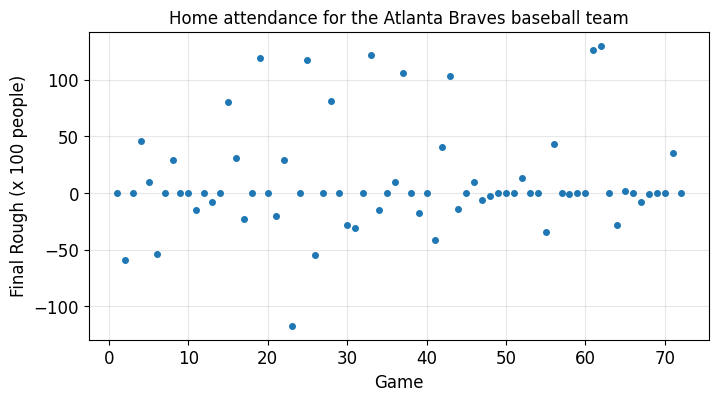 Home attendance for the Atlanta Braves baseball team
Final Rough (x 100 people)
100
50
0
−50
−100
0 10 20 30 40 50 60 70
Game